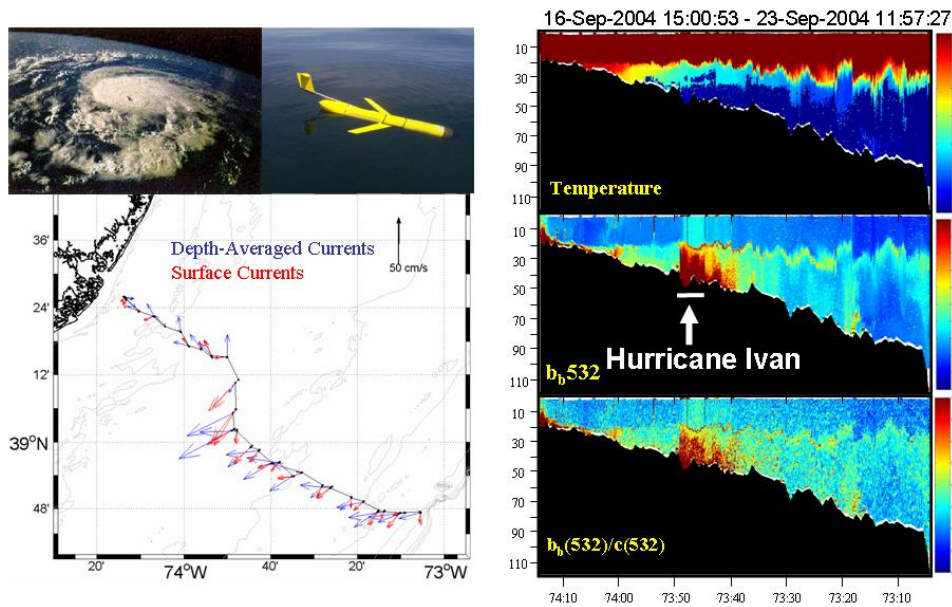 16-Sep-2004 15:00:53 - 23-Sep-2004 11:57:27
10
30
50
70
90
110
Temperature
36'
24'
12'
39°N
48'
20'
74°W
40'
20'
73°W
Depth-Averaged Currents
Surface Currents
50 cm/s
10
30
50
70
90
110
Hurricane Ivan
b_b532
10
30
50
70
90
110
b_b(532)/c(532)
74:10
74:00
73:50
73:40
73:30
73:20
73:10